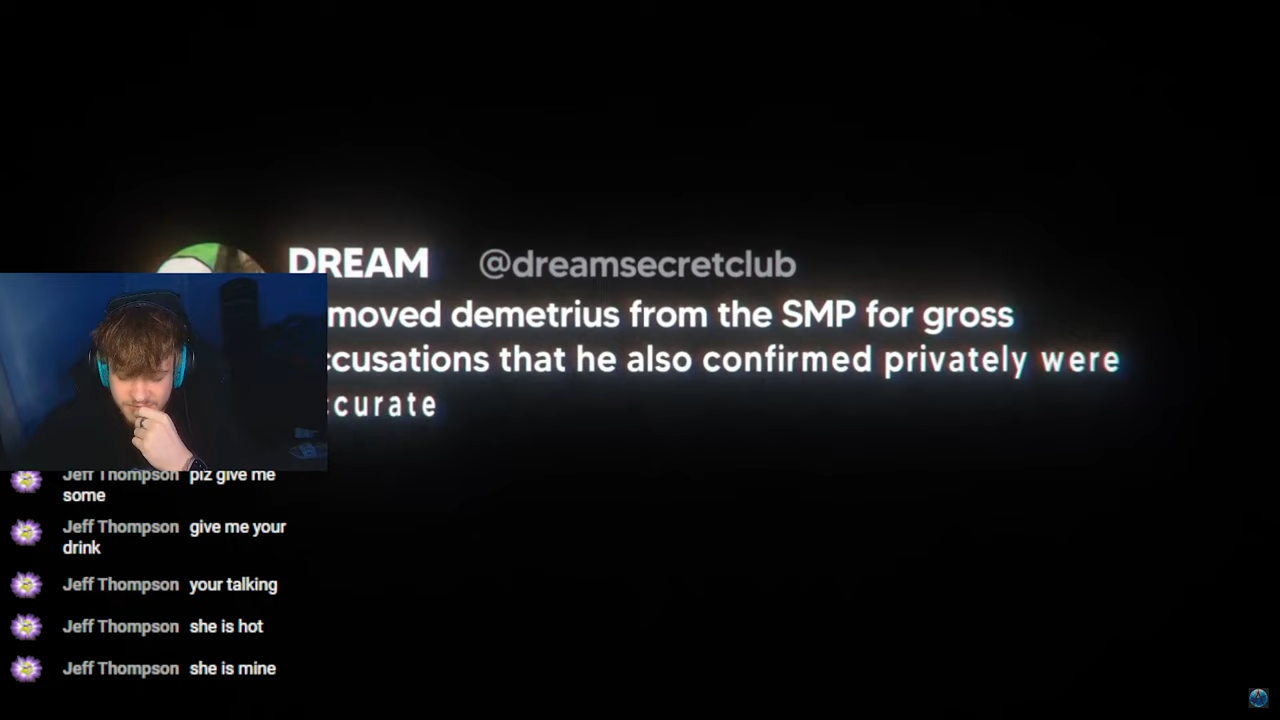 DREAM @dreamsecretclub
moved demetrius from the SMP for gross
ccusations that he also confirmed privately were
ccurate
Jeff Thompson plz give me
some
Jeff Thompson give me your
drink
Jeff Thompson your talking
Jeff Thompson she is hot
Jeff Thompson she is mine